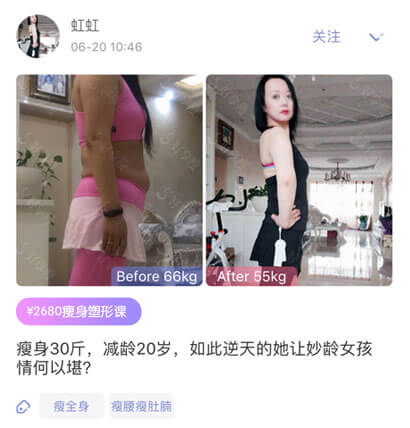 虹虹
06-20 10:46
关注
Before 66kg
After 55kg
¥2680瘦身塑形课
瘦身30斤，减龄20岁，如此逆天的她让妙龄女孩
情何以堪?
瘦全身
瘦腰瘦肚腩